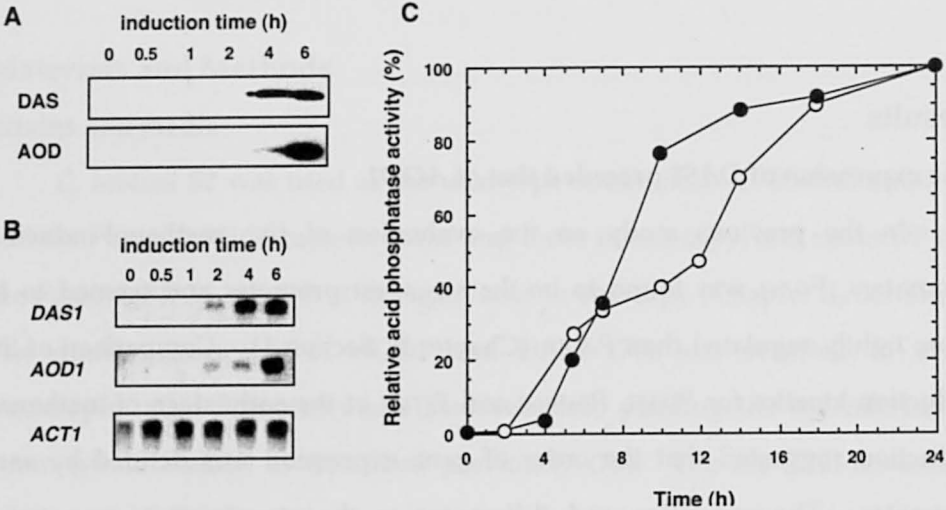 A
induction time (h)
0 0.5 1 2 4 6
DAS
AOD
B
induction time (h)
0 0.5 1 2 4 6
DAS1
AOD1
ACT1
C
Relative acid phosphatase activity (%)
100
80
60
40
20
0
0 4 8 12 16 20 24
Time (h)